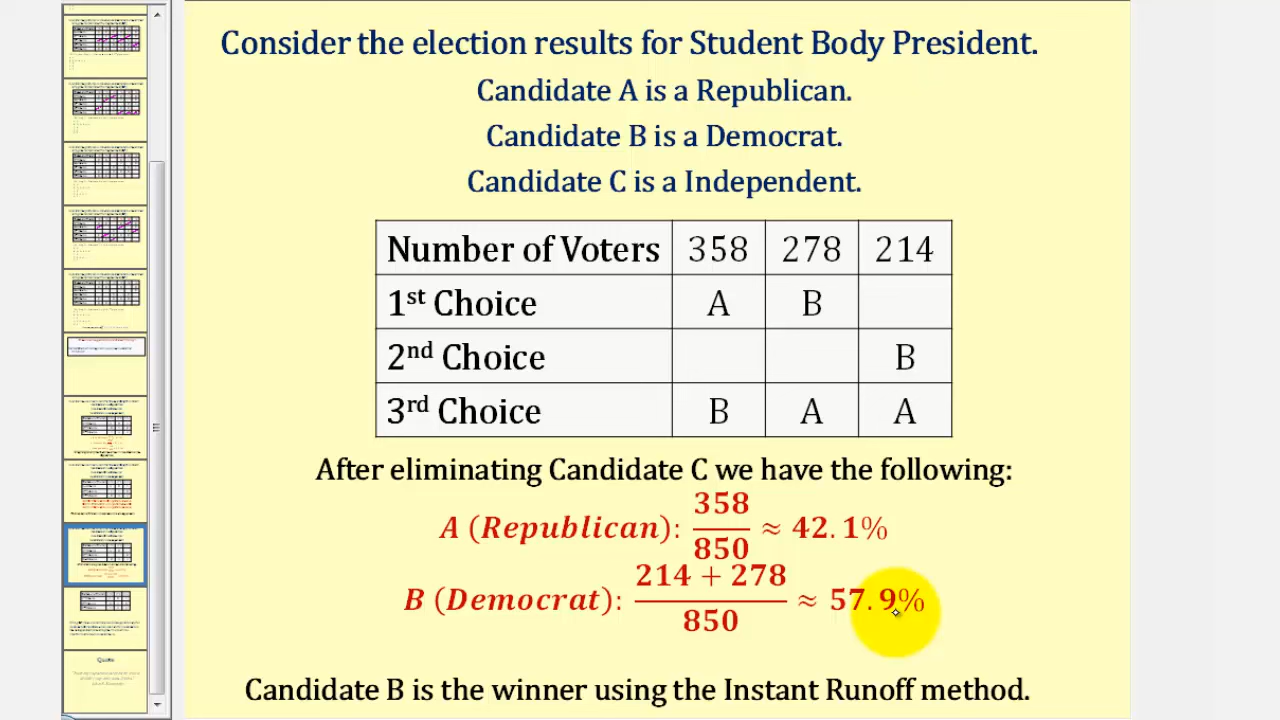 Consider the election results for Student Body President.
Candidate A is a Republican.
Candidate B is a Democrat.
Candidate C is a Independent.
Number of Voters 358 278 214
1st Choice A B
2nd Choice B
3rd Choice B A A
After eliminating Candidate C we have the following:
A (Republican): 358/850 ≈ 42.1%
B (Democrat): 214 + 278/850 ≈ 57.9%
Candidate B is the winner using the Instant Runoff method.